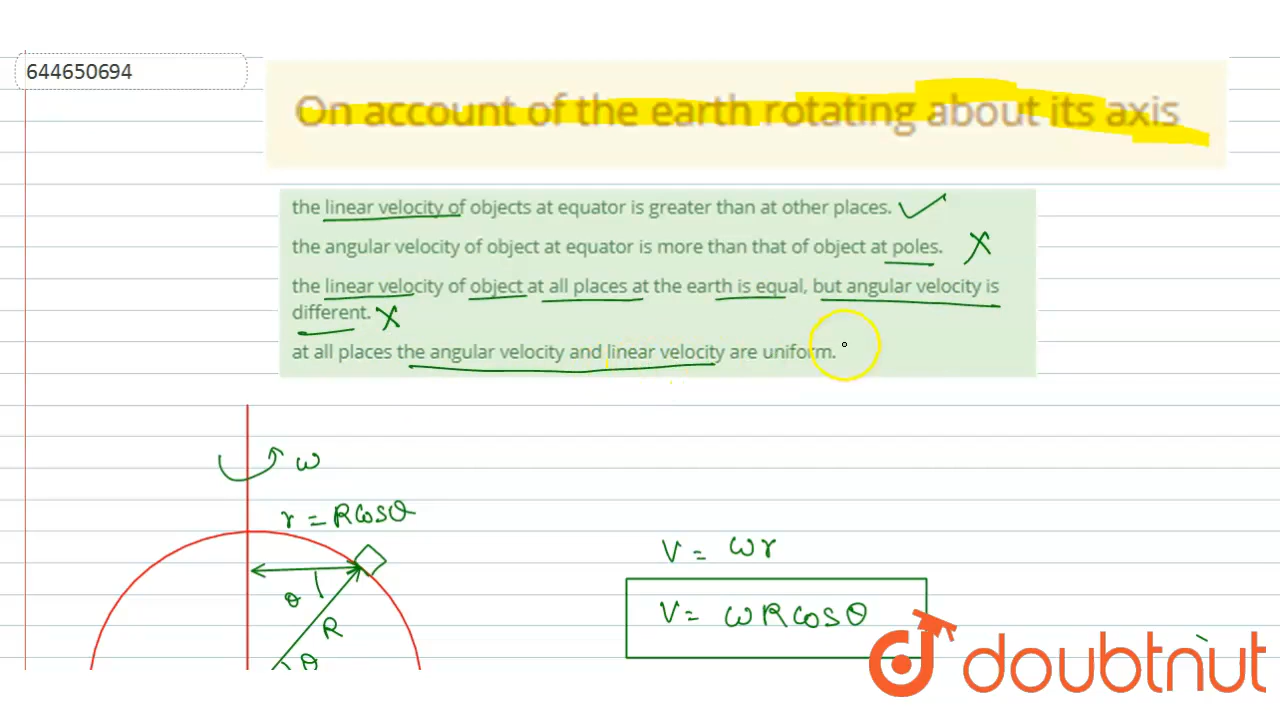 644650694
On account of the earth rotating about its axis
the linear velocity of objects at equator is greater than at other places.
the angular velocity of object at equator is more than that of object at poles.
the linear velocity of object at all places at the earth is equal, but angular velocity is
different.
at all places the angular velocity and linear velocity are uniform.
ω
r = Rcosθ
θ
R
θ
V = ωr
V = ωRcosθ
doubtnut